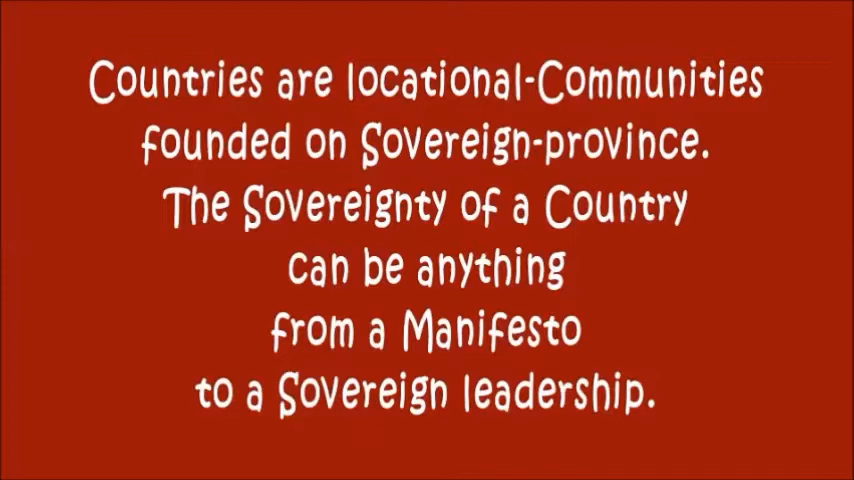 Countries are locational-Communities
founded on Sovereign-province.
The Sovereignty of a Country
can be anything
from a Manifesto
to a Sovereign leadership.